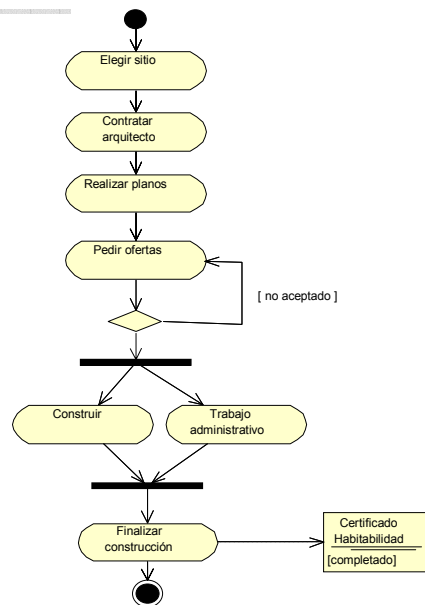 Elegir sitio
Contratar
arquitecto
Realizar planos
Pedir ofertas
[ no aceptado ]
Construir
Trabajo
administrativo
Finalizar
construcción
Certificado
Habitabilidad
[completado]